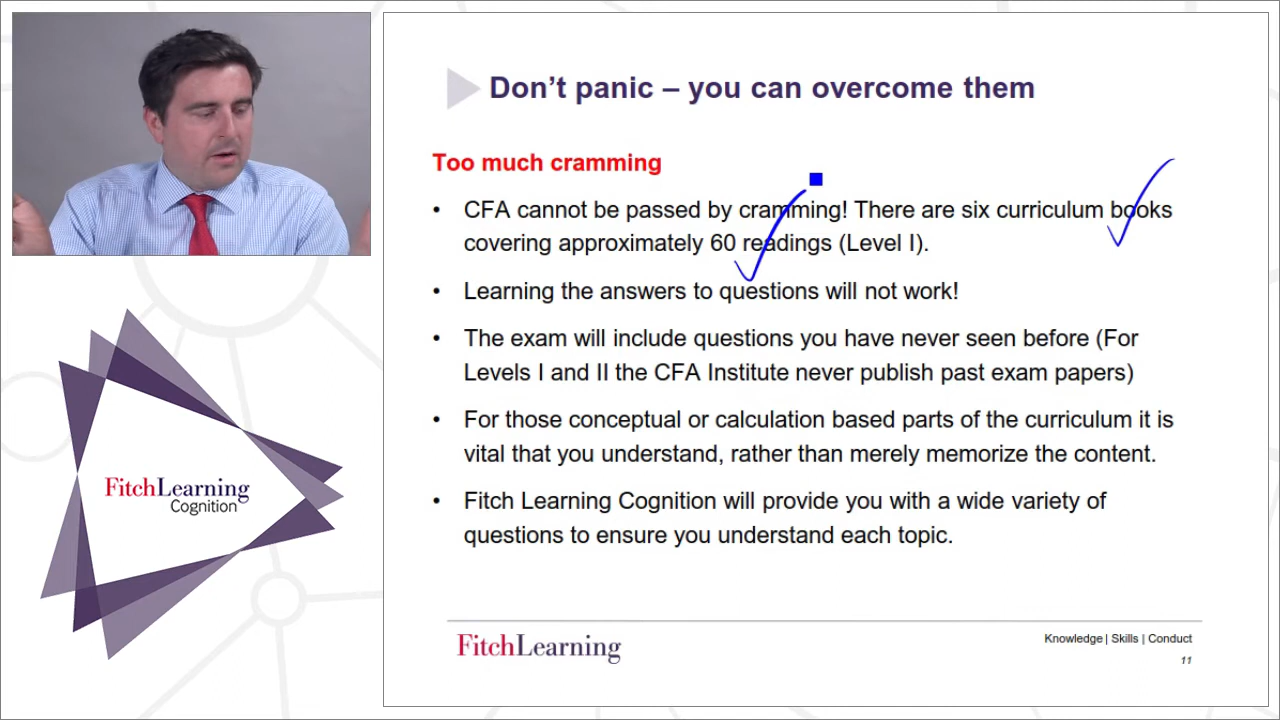 Don't panic – you can overcome them
Too much cramming
• CFA cannot be passed by cramming! There are six curriculum books
covering approximately 60 readings (Level I).
• Learning the answers to questions will not work!
• The exam will include questions you have never seen before (For
Levels I and II the CFA Institute never publish past exam papers)
• For those conceptual or calculation based parts of the curriculum it is
vital that you understand, rather than merely memorize the content.
• Fitch Learning Cognition will provide you with a wide variety of
questions to ensure you understand each topic.
FitchLearning
Cognition
FitchLearning
Knowledge | Skills | Conduct
11